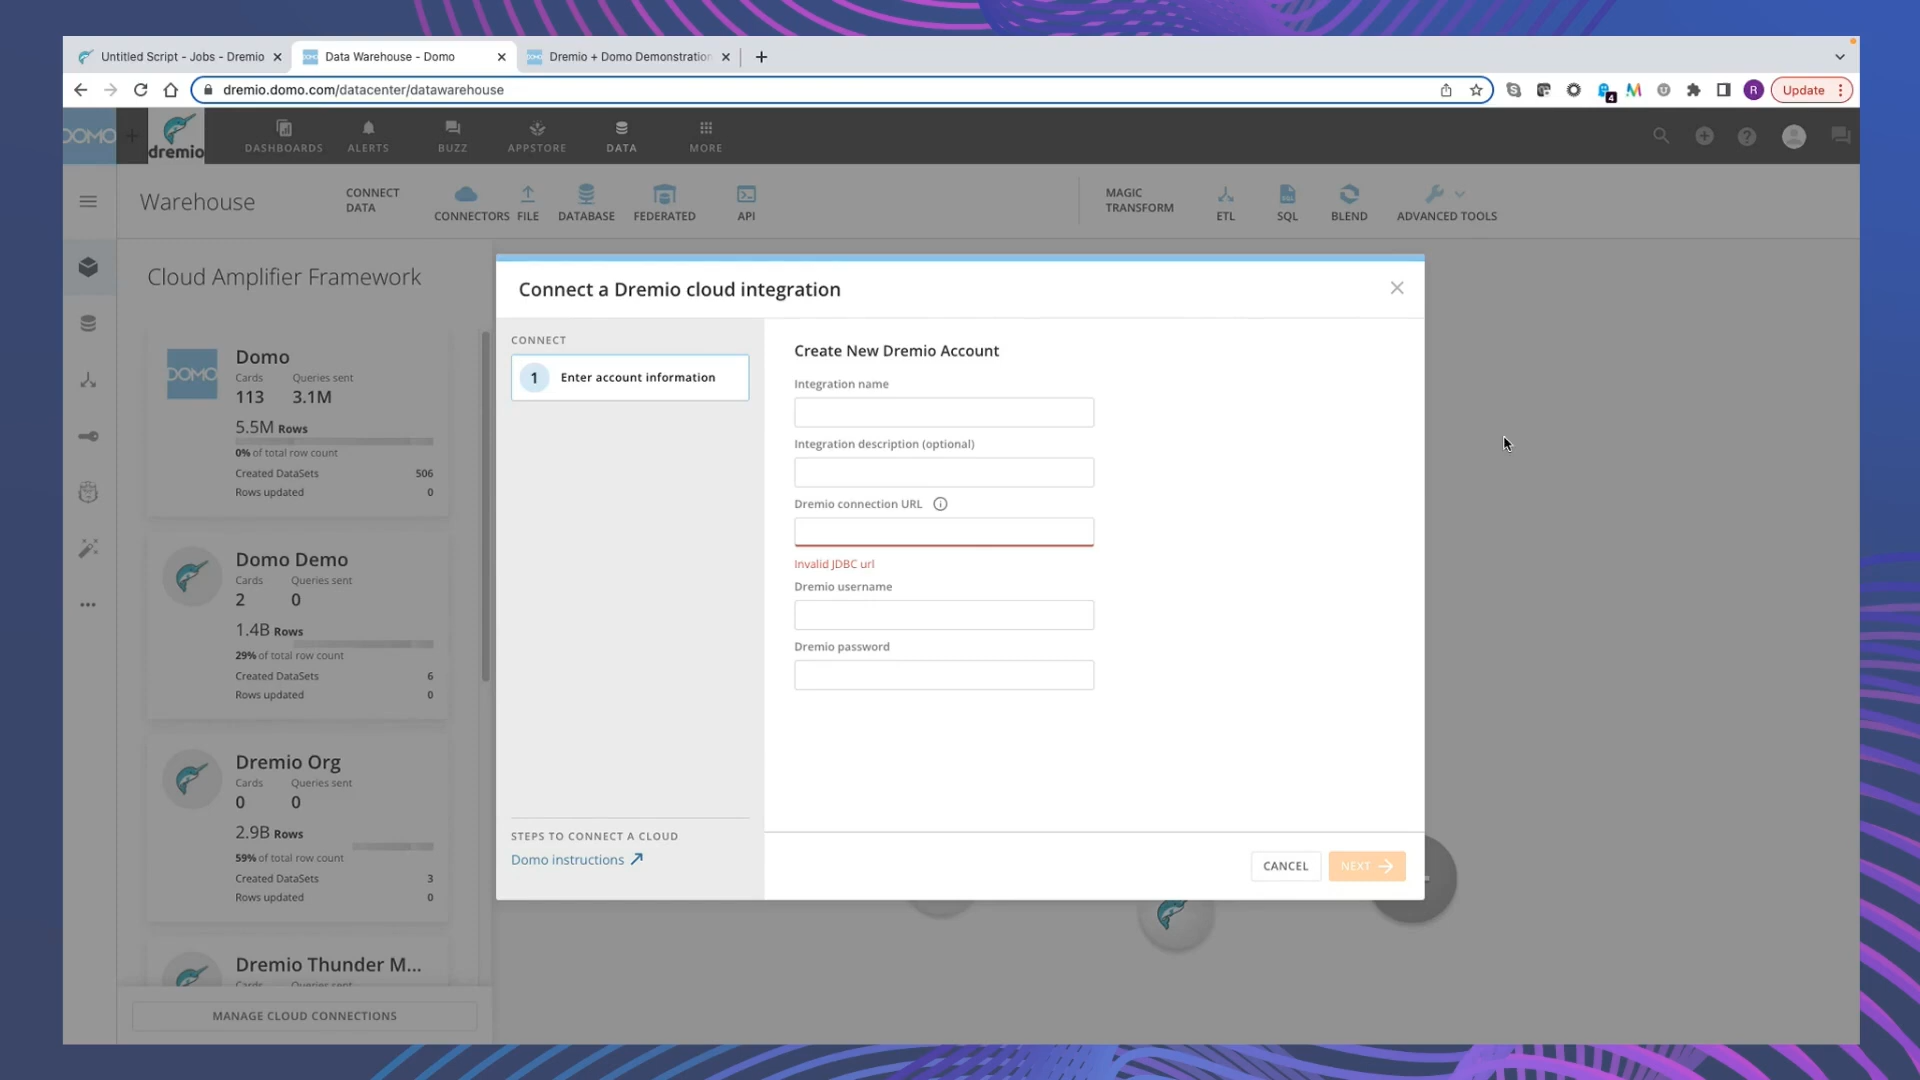 Untitled Script - Jobs - Dremio
Data Warehouse - Domo
Dremio + Domo Demonstration
dremio.domo.com/datacenter/datawarehouse
4
R
Update
DOMO
dremio
DASHBOARDS
ALERTS
BUZZ
APPSTORE
DATA
MORE
Warehouse
CONNECT
DATA
CONNECTORS
FILE
DATABASE
FEDERATED
API
MAGIC
TRANSFORM
ETL
SQL
BLEND
ADVANCED TOOLS
Cloud Amplifier Framework
DOMO
Domo
Cards Queries sent
113 3.1M
5.5M Rows
0% of total row count
Created DataSets 506
Rows updated 0
Domo Demo
Cards Queries sent
2 0
1.4B Rows
29% of total row count
Created DataSets 6
Rows updated 0
Dremio Org
Cards Queries sent
0 0
2.9B Rows
59% of total row count
Created DataSets 3
Rows updated 0
Dremio Thunder M...
Cards Queries sent
MANAGE CLOUD CONNECTIONS
Connect a Dremio cloud integration
CONNECT
1 Enter account information
STEPS TO CONNECT A CLOUD
Domo instructions
Create New Dremio Account
Integration name
Integration description (optional)
Dremio connection URL
Invalid JDBC url
Dremio username
Dremio password
CANCEL
NEXT